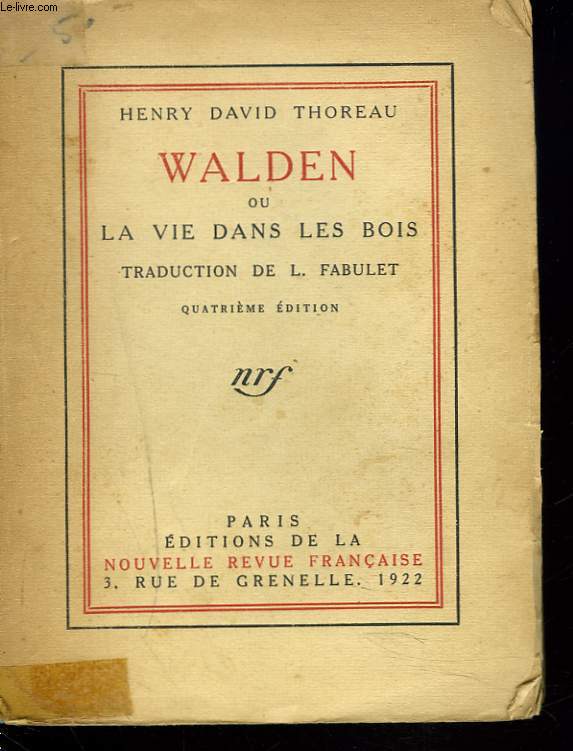 Le-livre.com
5
HENRY DAVID THOREAU
WALDEN
OU
LA VIE DANS LES BOIS
TRADUCTION DE L. FABULET
QUATRIÈME ÉDITION
nrf
PARIS
ÉDITIONS DE LA
NOUVELLE REVUE FRANÇAISE
3, RUE DE GRENELLE. 1922